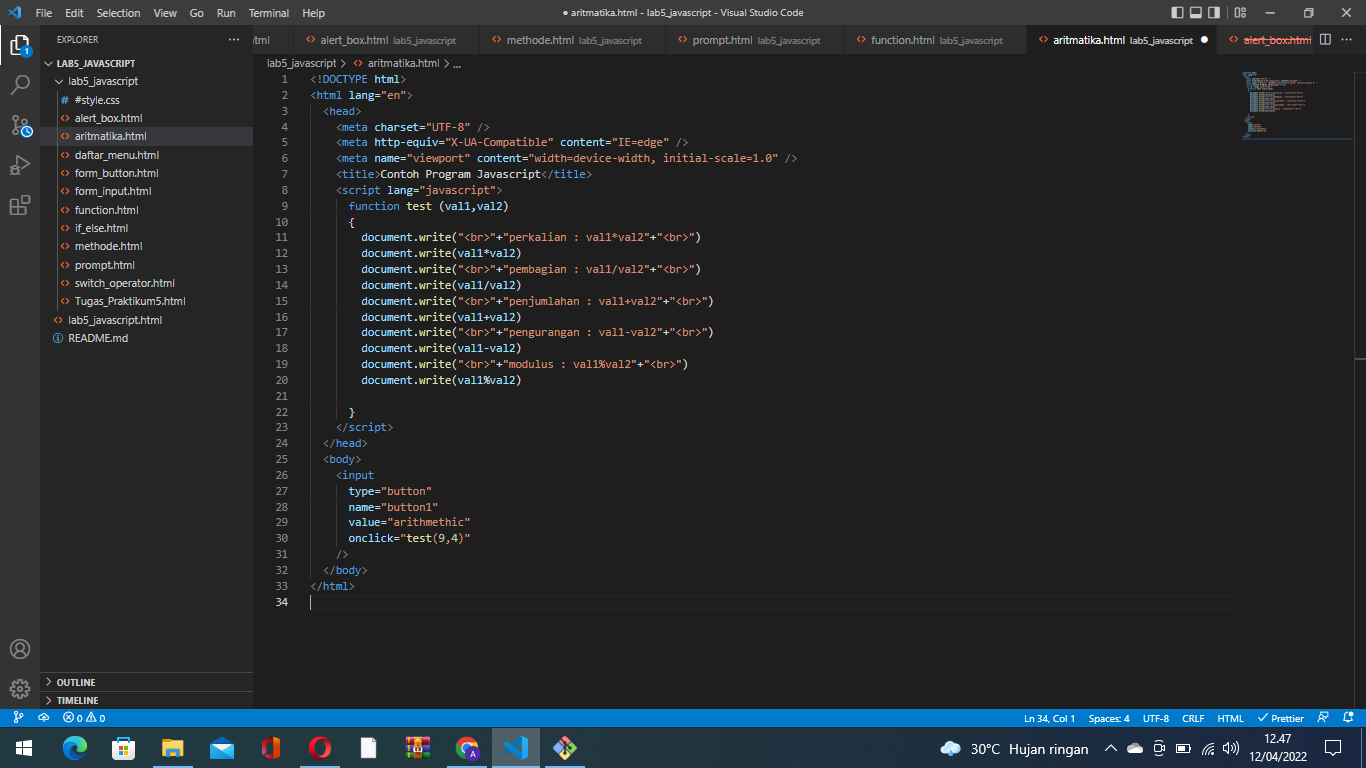 File Edit Selection View Go Run Terminal Help
● aritmatika.html - lab5_javascript - Visual Studio Code
EXPLORER
tml
alert_box.html lab5_javascript
methode.html lab5_javascript
prompt.html lab5_javascript
function.html lab5_javascript
aritmatika.html lab5_javascript ●
alert_box.html
LAB5_JAVASCRIPT
lab5_javascript
# #style.css
alert_box.html
aritmatika.html
daftar_menu.html
form_button.html
form_input.html
function.html
if_else.html
methode.html
prompt.html
switch_operator.html
Tugas_Praktikum5.html
lab5_javascript.html
README.md
OUTLINE
TIMELINE
lab5_javascript > aritmatika.html > ...
1 <!DOCTYPE html>
2 <html lang="en">
3 <head>
4 <meta charset="UTF-8" />
5 <meta http-equiv="X-UA-Compatible" content="IE=edge" />
6 <meta name="viewport" content="width=device-width, initial-scale=1.0" />
7 <title>Contoh Program Javascript</title>
8 <script lang="javascript">
9 function test (val1,val2)
10 {
11 document.write("<br>"+"perkalian : val1*val2"+"<br>")
12 document.write(val1*val2)
13 document.write("<br>"+"pembagian : val1/val2"+"<br>")
14 document.write(val1/val2)
15 document.write("<br>"+"penjumlahan : val1+val2"+"<br>")
16 document.write(val1+val2)
17 document.write("<br>"+"pengurangan : val1-val2"+"<br>")
18 document.write(val1-val2)
19 document.write("<br>"+"modulus : val1%val2"+"<br>")
20 document.write(val1%val2)
21
22 }
23 </script>
24 </head>
25 <body>
26 <input
27 type="button"
28 name="button1"
29 value="arithmethic"
30 onclick="test(9,4)"
31 />
32 </body>
33 </html>
34
1
0 0
Ln 34, Col 1 Spaces: 4 UTF-8 CRLF HTML Prettier
A
30°C Hujan ringan
12.47
12/04/2022